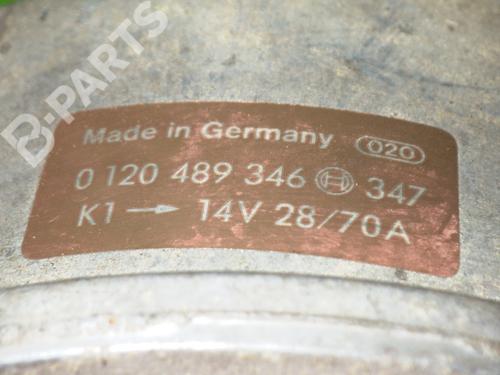 B-PARTS
Made in Germany 020
0 120 489 346 347
K1 → 14V 28/70A